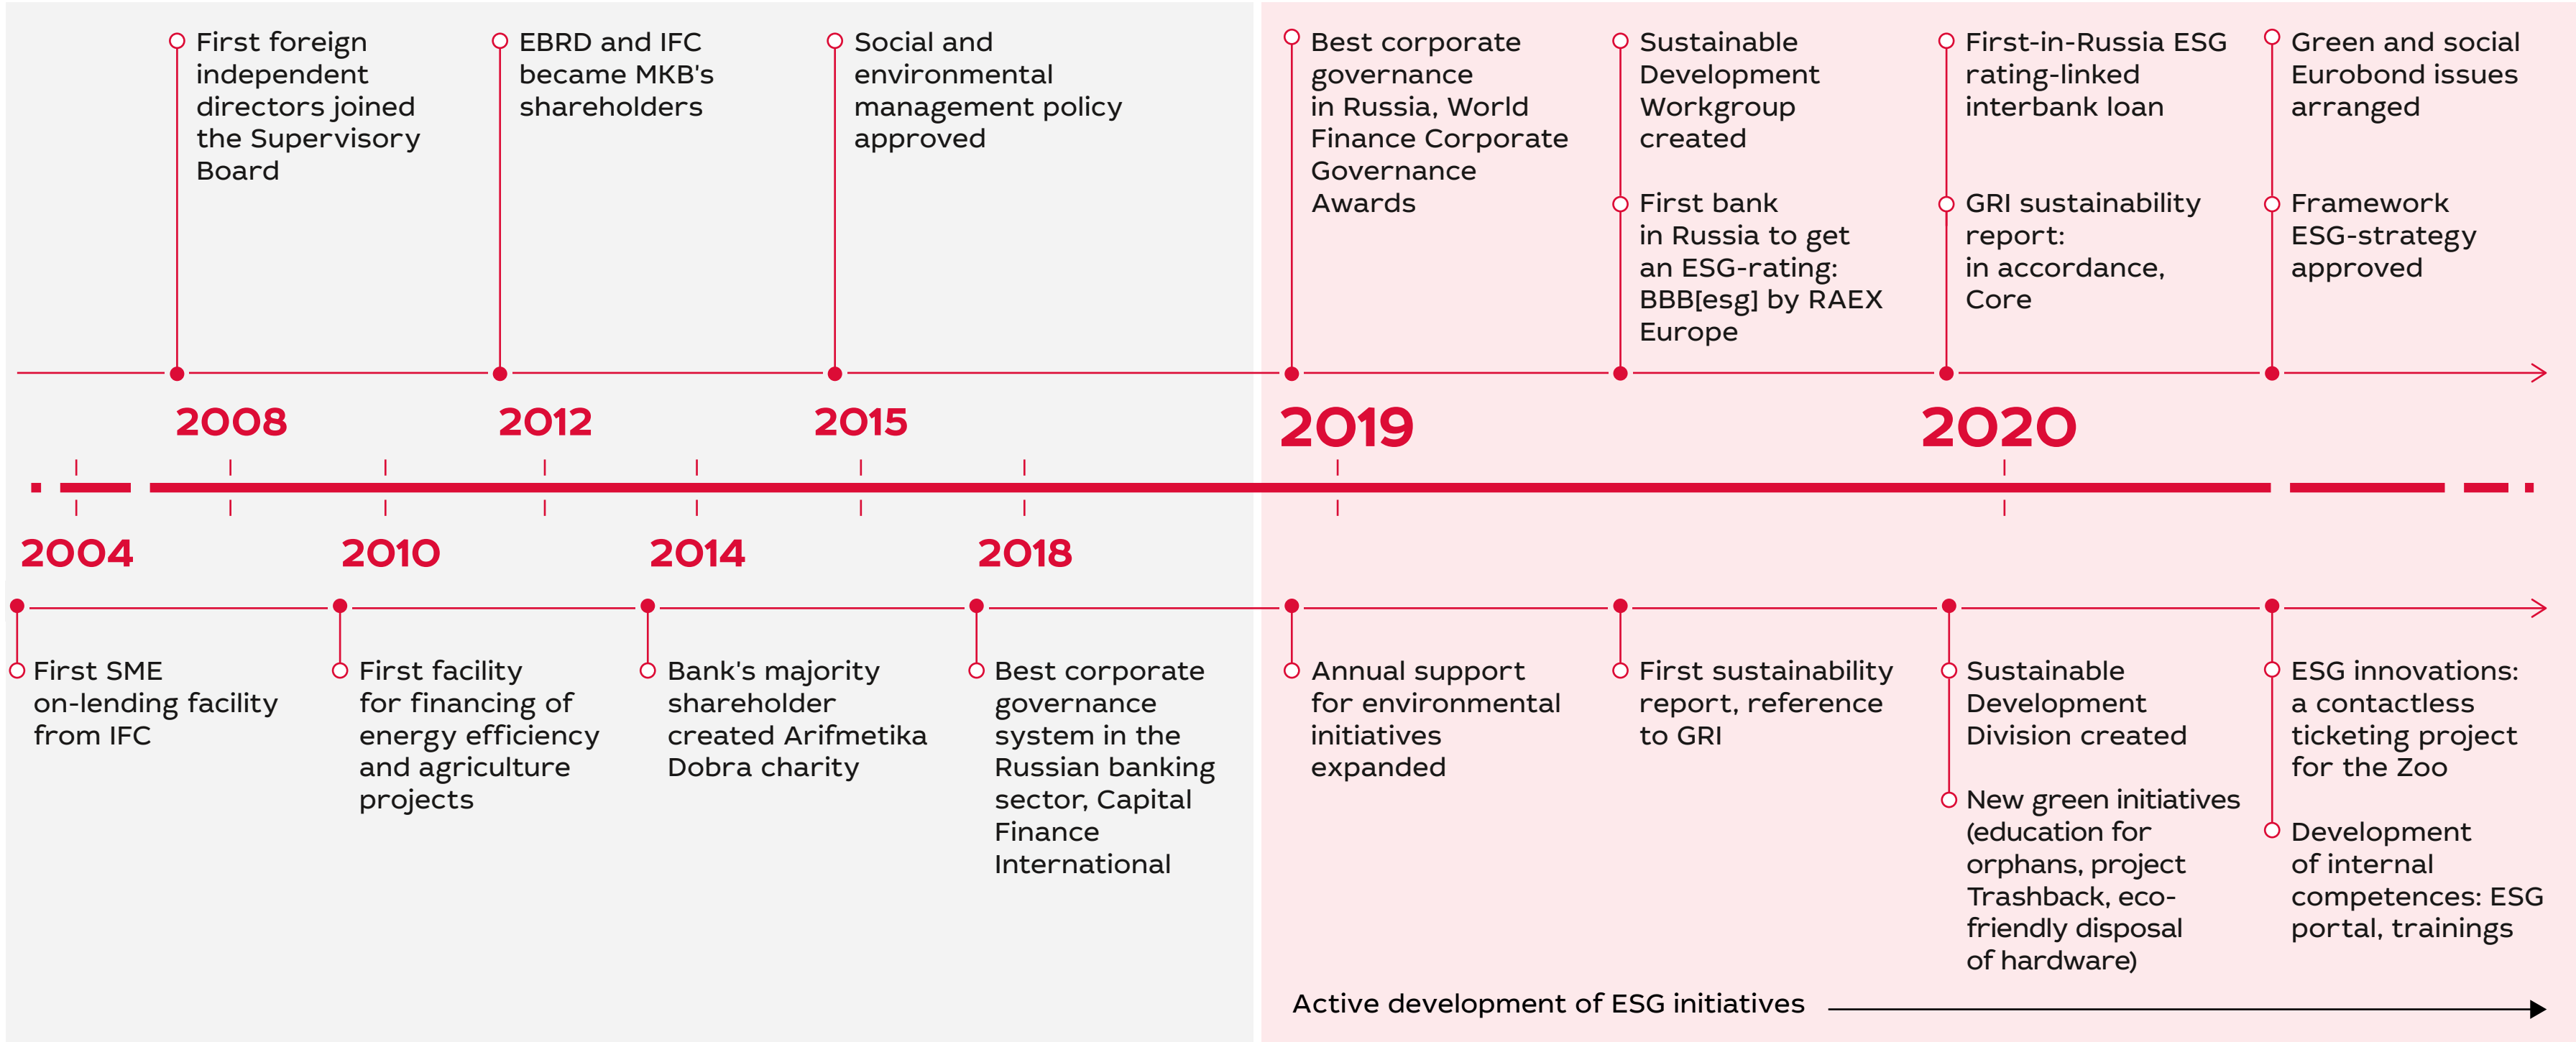 First foreign
independent
directors joined
the Supervisory
Board
EBRD and IFC
became MKB's
shareholders
Social and
environmental
management policy
approved
Best corporate
governance
in Russia, World
Finance Corporate
Governance
Awards
Sustainable
Development
Workgroup
created
First bank
in Russia to get
an ESG-rating:
BBB[esg] by RAEX
Europe
First-in-Russia ESG
rating-linked
interbank loan
GRI sustainability
report:
in accordance,
Core
Green and social
Eurobond issues
arranged
Framework
ESG-strategy
approved
2008
2012
2015
2019
2020
2004
2010
2014
2018
First SME
on-lending facility
from IFC
First facility
for financing of
energy efficiency
and agriculture
projects
Bank's majority
shareholder
created Arifmetika
Dobra charity
Best corporate
governance
system in the
Russian banking
sector, Capital
Finance
International
Annual support
for environmental
initiatives
expanded
First sustainability
report, reference
to GRI
Sustainable
Development
Division created
New green initiatives
(education for
orphans, project
Trashback, eco-
friendly disposal
of hardware)
ESG innovations:
a contactless
ticketing project
for the Zoo
Development
of internal
competences: ESG
portal, trainings
Active development of ESG initiatives